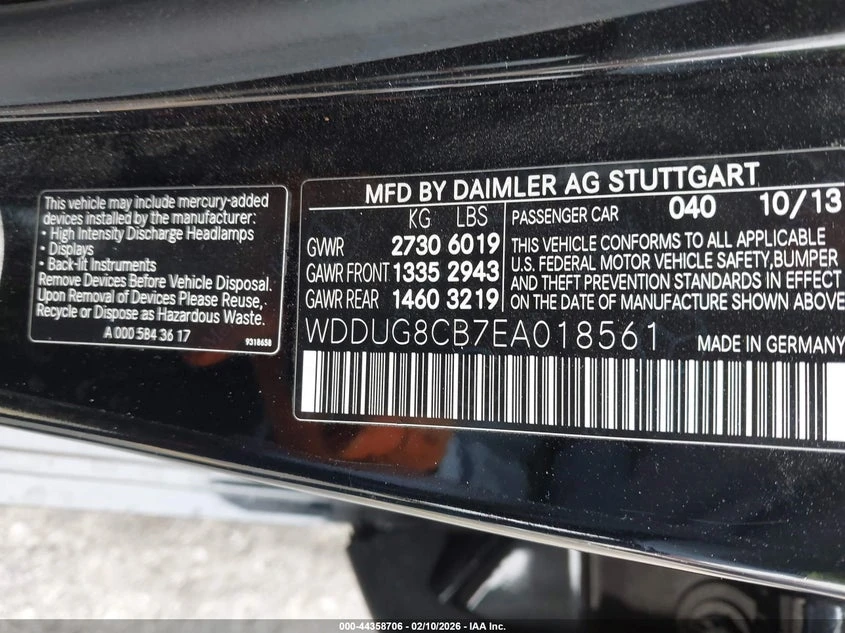 This vehicle may include mercury-added
devices installed by the manufacturer:
• High Intensity Discharge Headlamps
• Displays
• Back-lit Instruments
Remove Devices Before Vehicle Disposal.
Upon Removal of Devices Please Reuse,
Recycle or Dispose as Hazardous Waste.
A 000 584 36 17
9318658
MFD BY DAIMLER AG STUTTGART
KG LBS
GVWR 2730 6019
GAWR FRONT 1335 2943
GAWR REAR 1460 3219
PASSENGER CAR 040 10/13
THIS VEHICLE CONFORMS TO ALL APPLICABLE
U.S. FEDERAL MOTOR VEHICLE SAFETY,BUMPER
AND THEFT PREVENTION STANDARDS IN EFFECT
ON THE DATE OF MANUFACTURE SHOWN ABOVE
WDDUG8CB7EA018561
MADE IN GERMANY
000-44358706 - 02/10/2026 - IAA Inc.